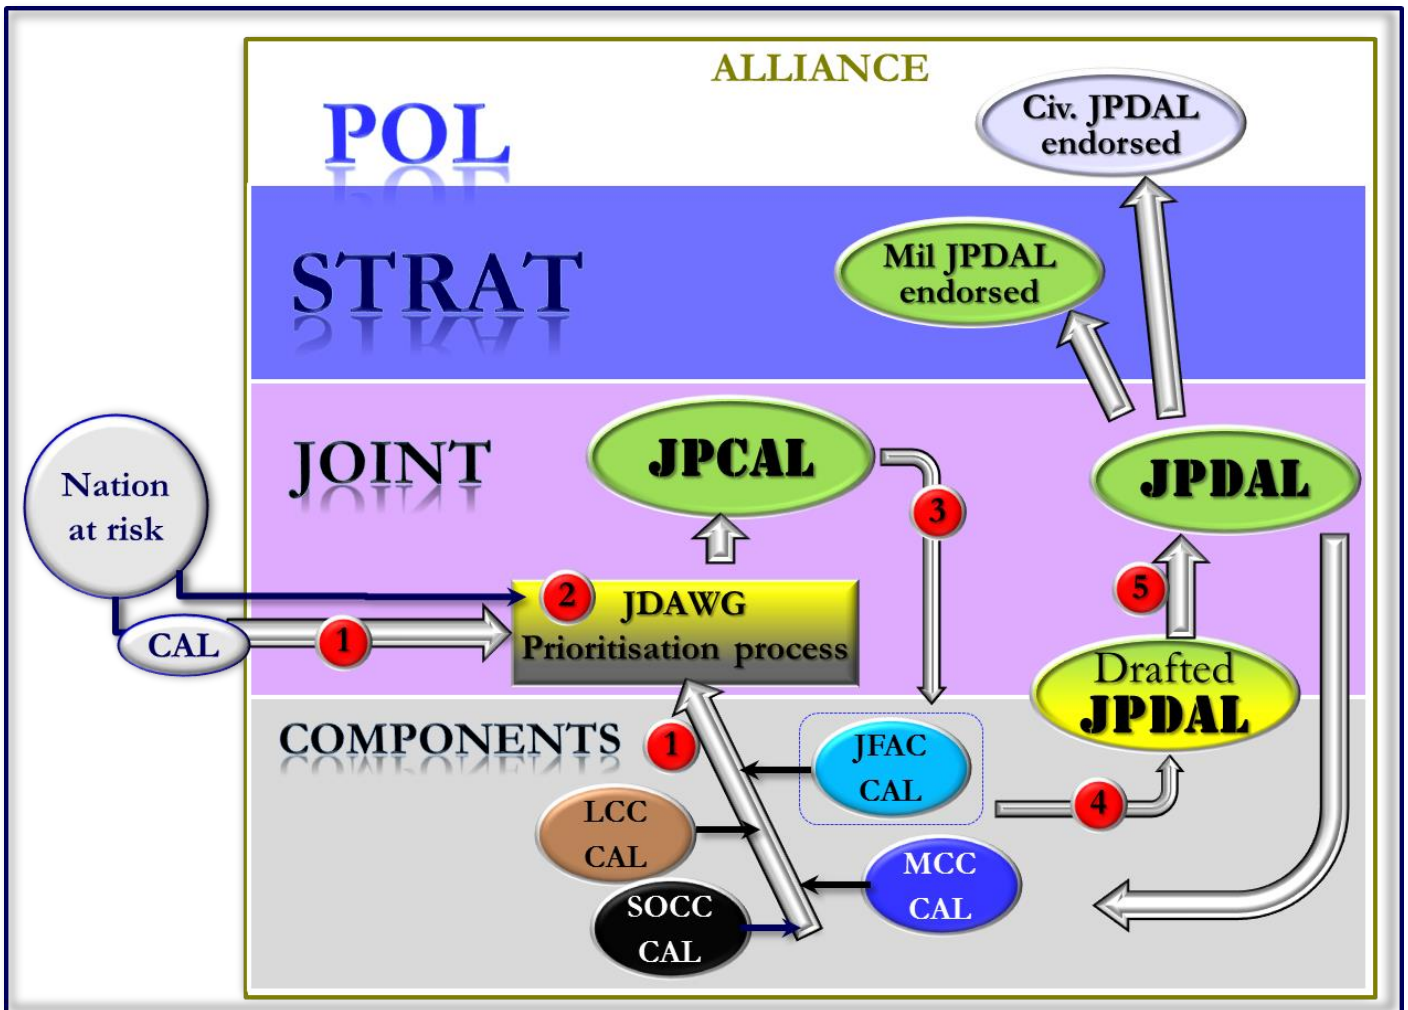 ALLIANCE
POL
Civ. JPDAL
endorsed
STRAT
Mil JPDAL
endorsed
JOINT
JPCAL
JPDAL
3
Nation
at risk
2
JDAWG
Prioritisation process
5
CAL
1
Drafted
JPDAL
COMPONENTS
1
JFAC
CAL
4
LCC
CAL
MCC
CAL
SOCC
CAL